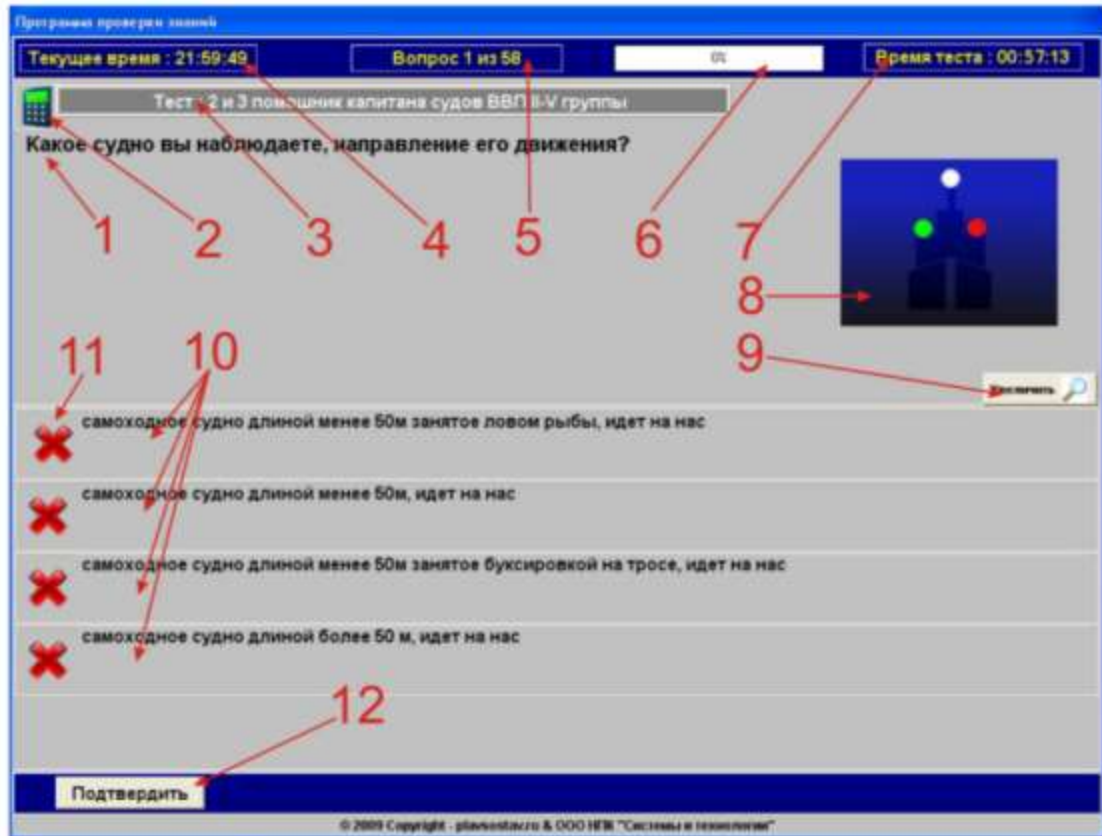 Программа проверки знаний
Текущее время : 21:59:49
Вопрос 1 из 58
0%
Время теста : 00:57:13
Тест : 2 и 3 помошник капитана судов ВВП II-V группы
Какое судно вы наблюдаете, направление его движения?
1 2 3 4 5 6 7
8
9
Увеличить
11 10
самоходное судно длиной менее 50м занятое ловом рыбы, идет на нас
самоходное судно длиной менее 50м, идет на нас
самоходное судно длиной менее 50м занятое буксировкой на тросе, идет на нас
самоходное судно длиной более 50 м, идет на нас
12
Подтвердить
© 2009 Copyright - plavsostav.ru & ООО НПК "Системы и технологии"